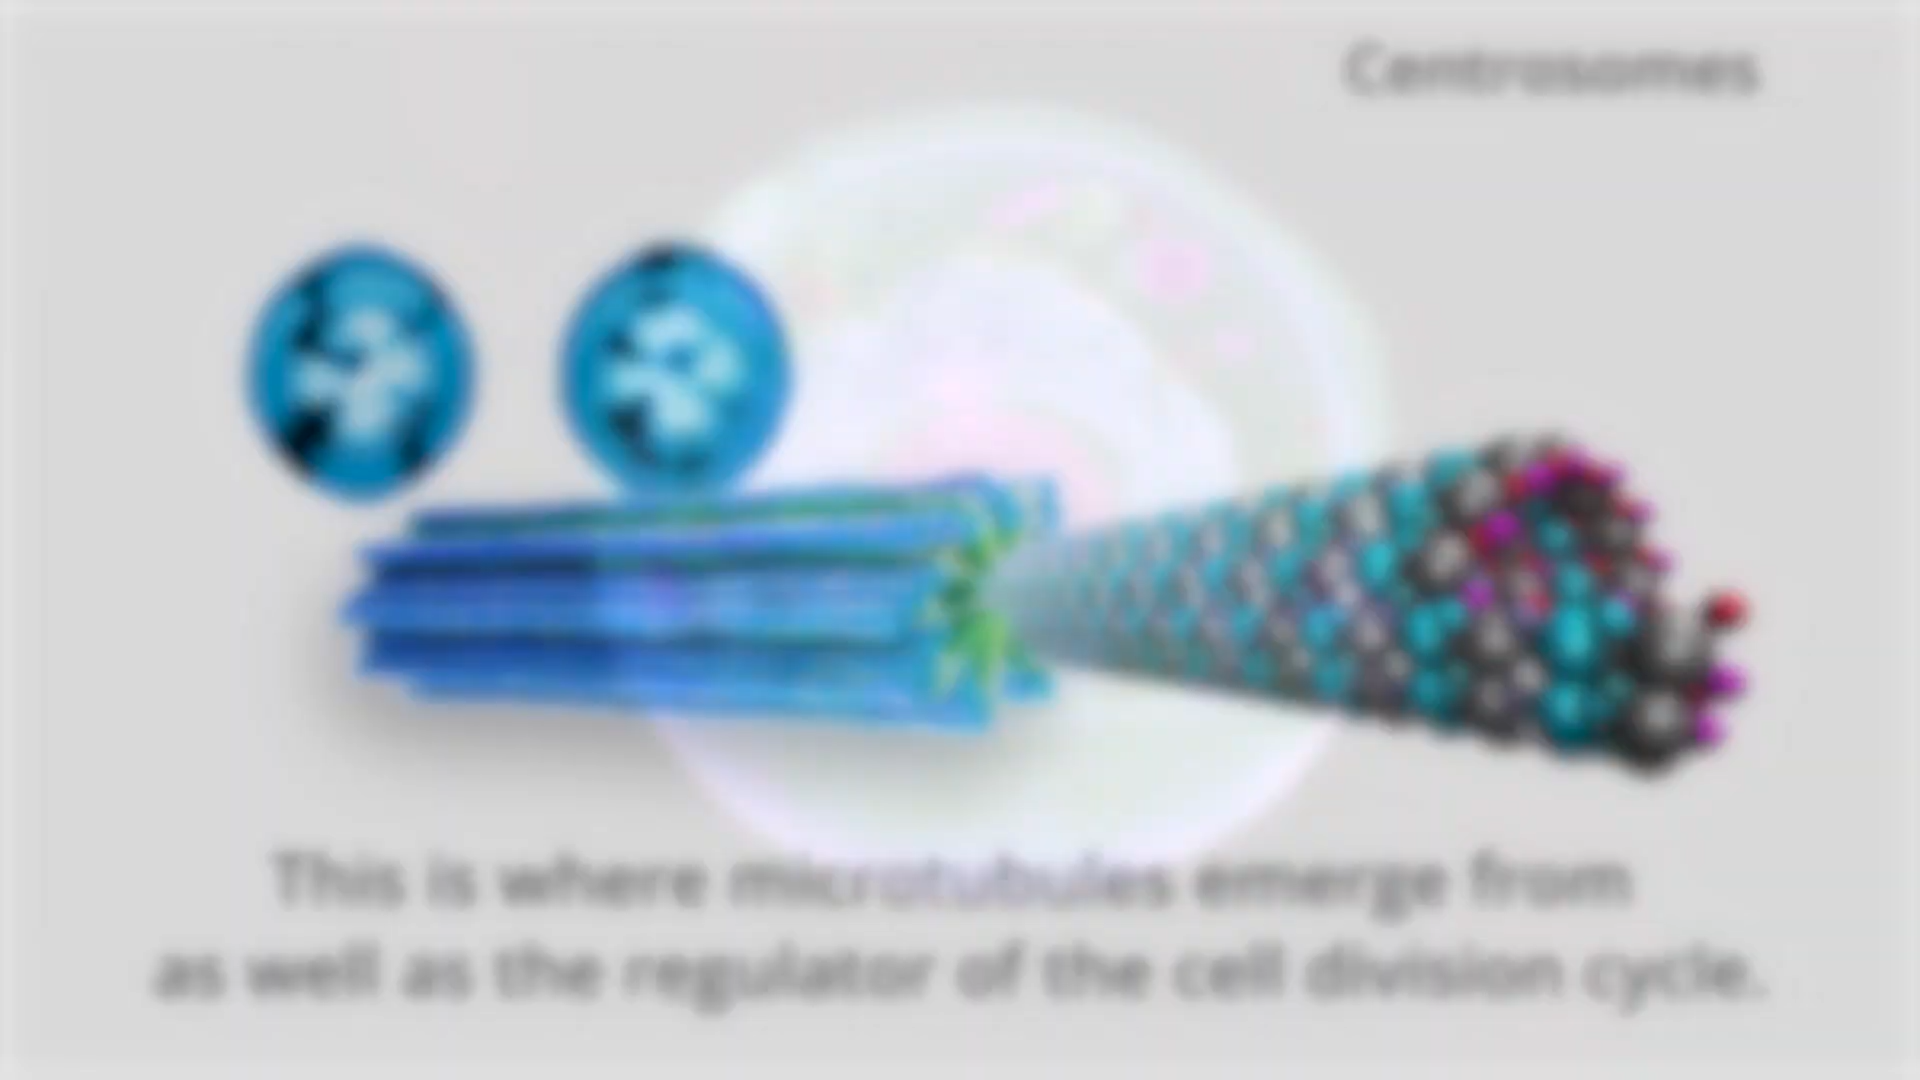 Centrosomes
This is where microtubules emerge from
as well as the regulator of the cell division cycle.